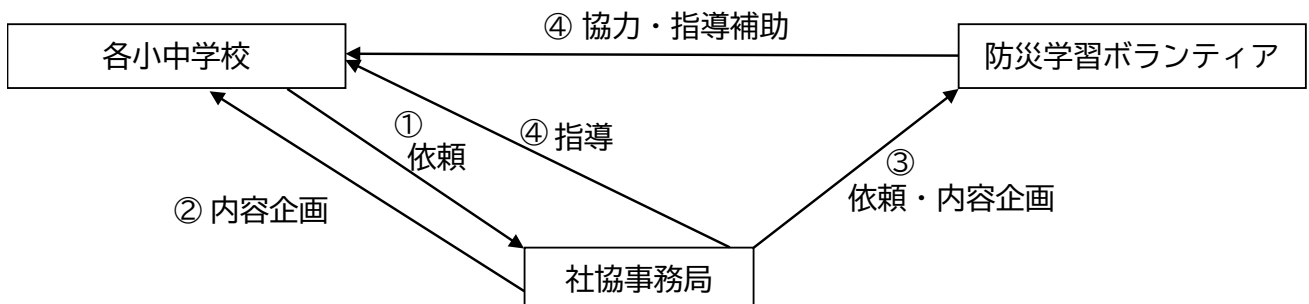 ④ 協力・指導補助
各小中学校
防災学習ボランティア
①
依頼
④ 指導
③
依頼・内容企画
② 内容企画
社協事務局